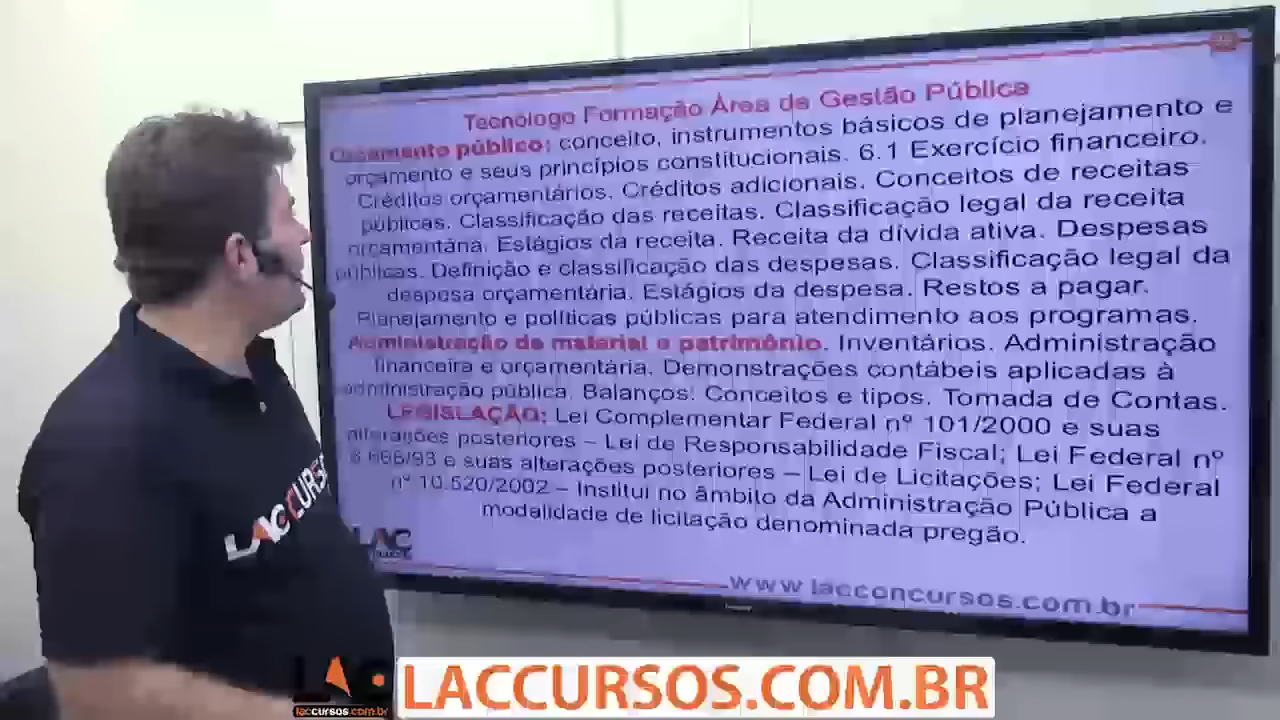 Tecnólogo Formação Área de Gestão Pública
Orçamento público: conceito, instrumentos básicos de planejamento e
orçamento e seus princípios constitucionais. 6.1 Exercício financeiro.
Créditos orçamentários. Créditos adicionais. Conceitos de receitas
públicas. Classificação das receitas. Classificação legal da receita
orçamentária. Estágios da receita. Receita da dívida ativa. Despesas
públicas. Definição e classificação das despesas. Classificação legal da
despesa orçamentária. Estágios da despesa. Restos a pagar.
Planejamento e políticas públicas para atendimento aos programas.
Administração de material e patrimônio. Inventários. Administração
financeira e orçamentária. Demonstrações contábeis aplicadas à
administração pública. Balanços: Conceitos e tipos. Tomada de Contas.
LEGISLAÇÃO: Lei Complementar Federal nº 101/2000 e suas
alterações posteriores – Lei de Responsabilidade Fiscal; Lei Federal nº
8.666/93 e suas alterações posteriores – Lei de Licitações; Lei Federal
nº 10.520/2002 – Institui no âmbito da Administração Pública a
modalidade de licitação denominada pregão.
LAC
www.lacconcursos.com.br
LACCURSOS
LAC
laccursos.com.br
LACCURSOS.COM.BR